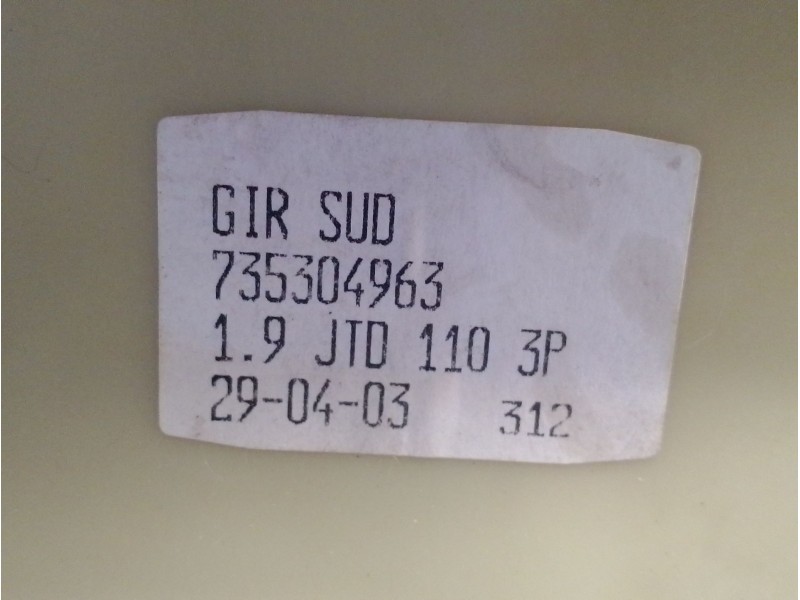 GIR SUD
735304963
1.9 JTD 110 3P
29-04-03 312